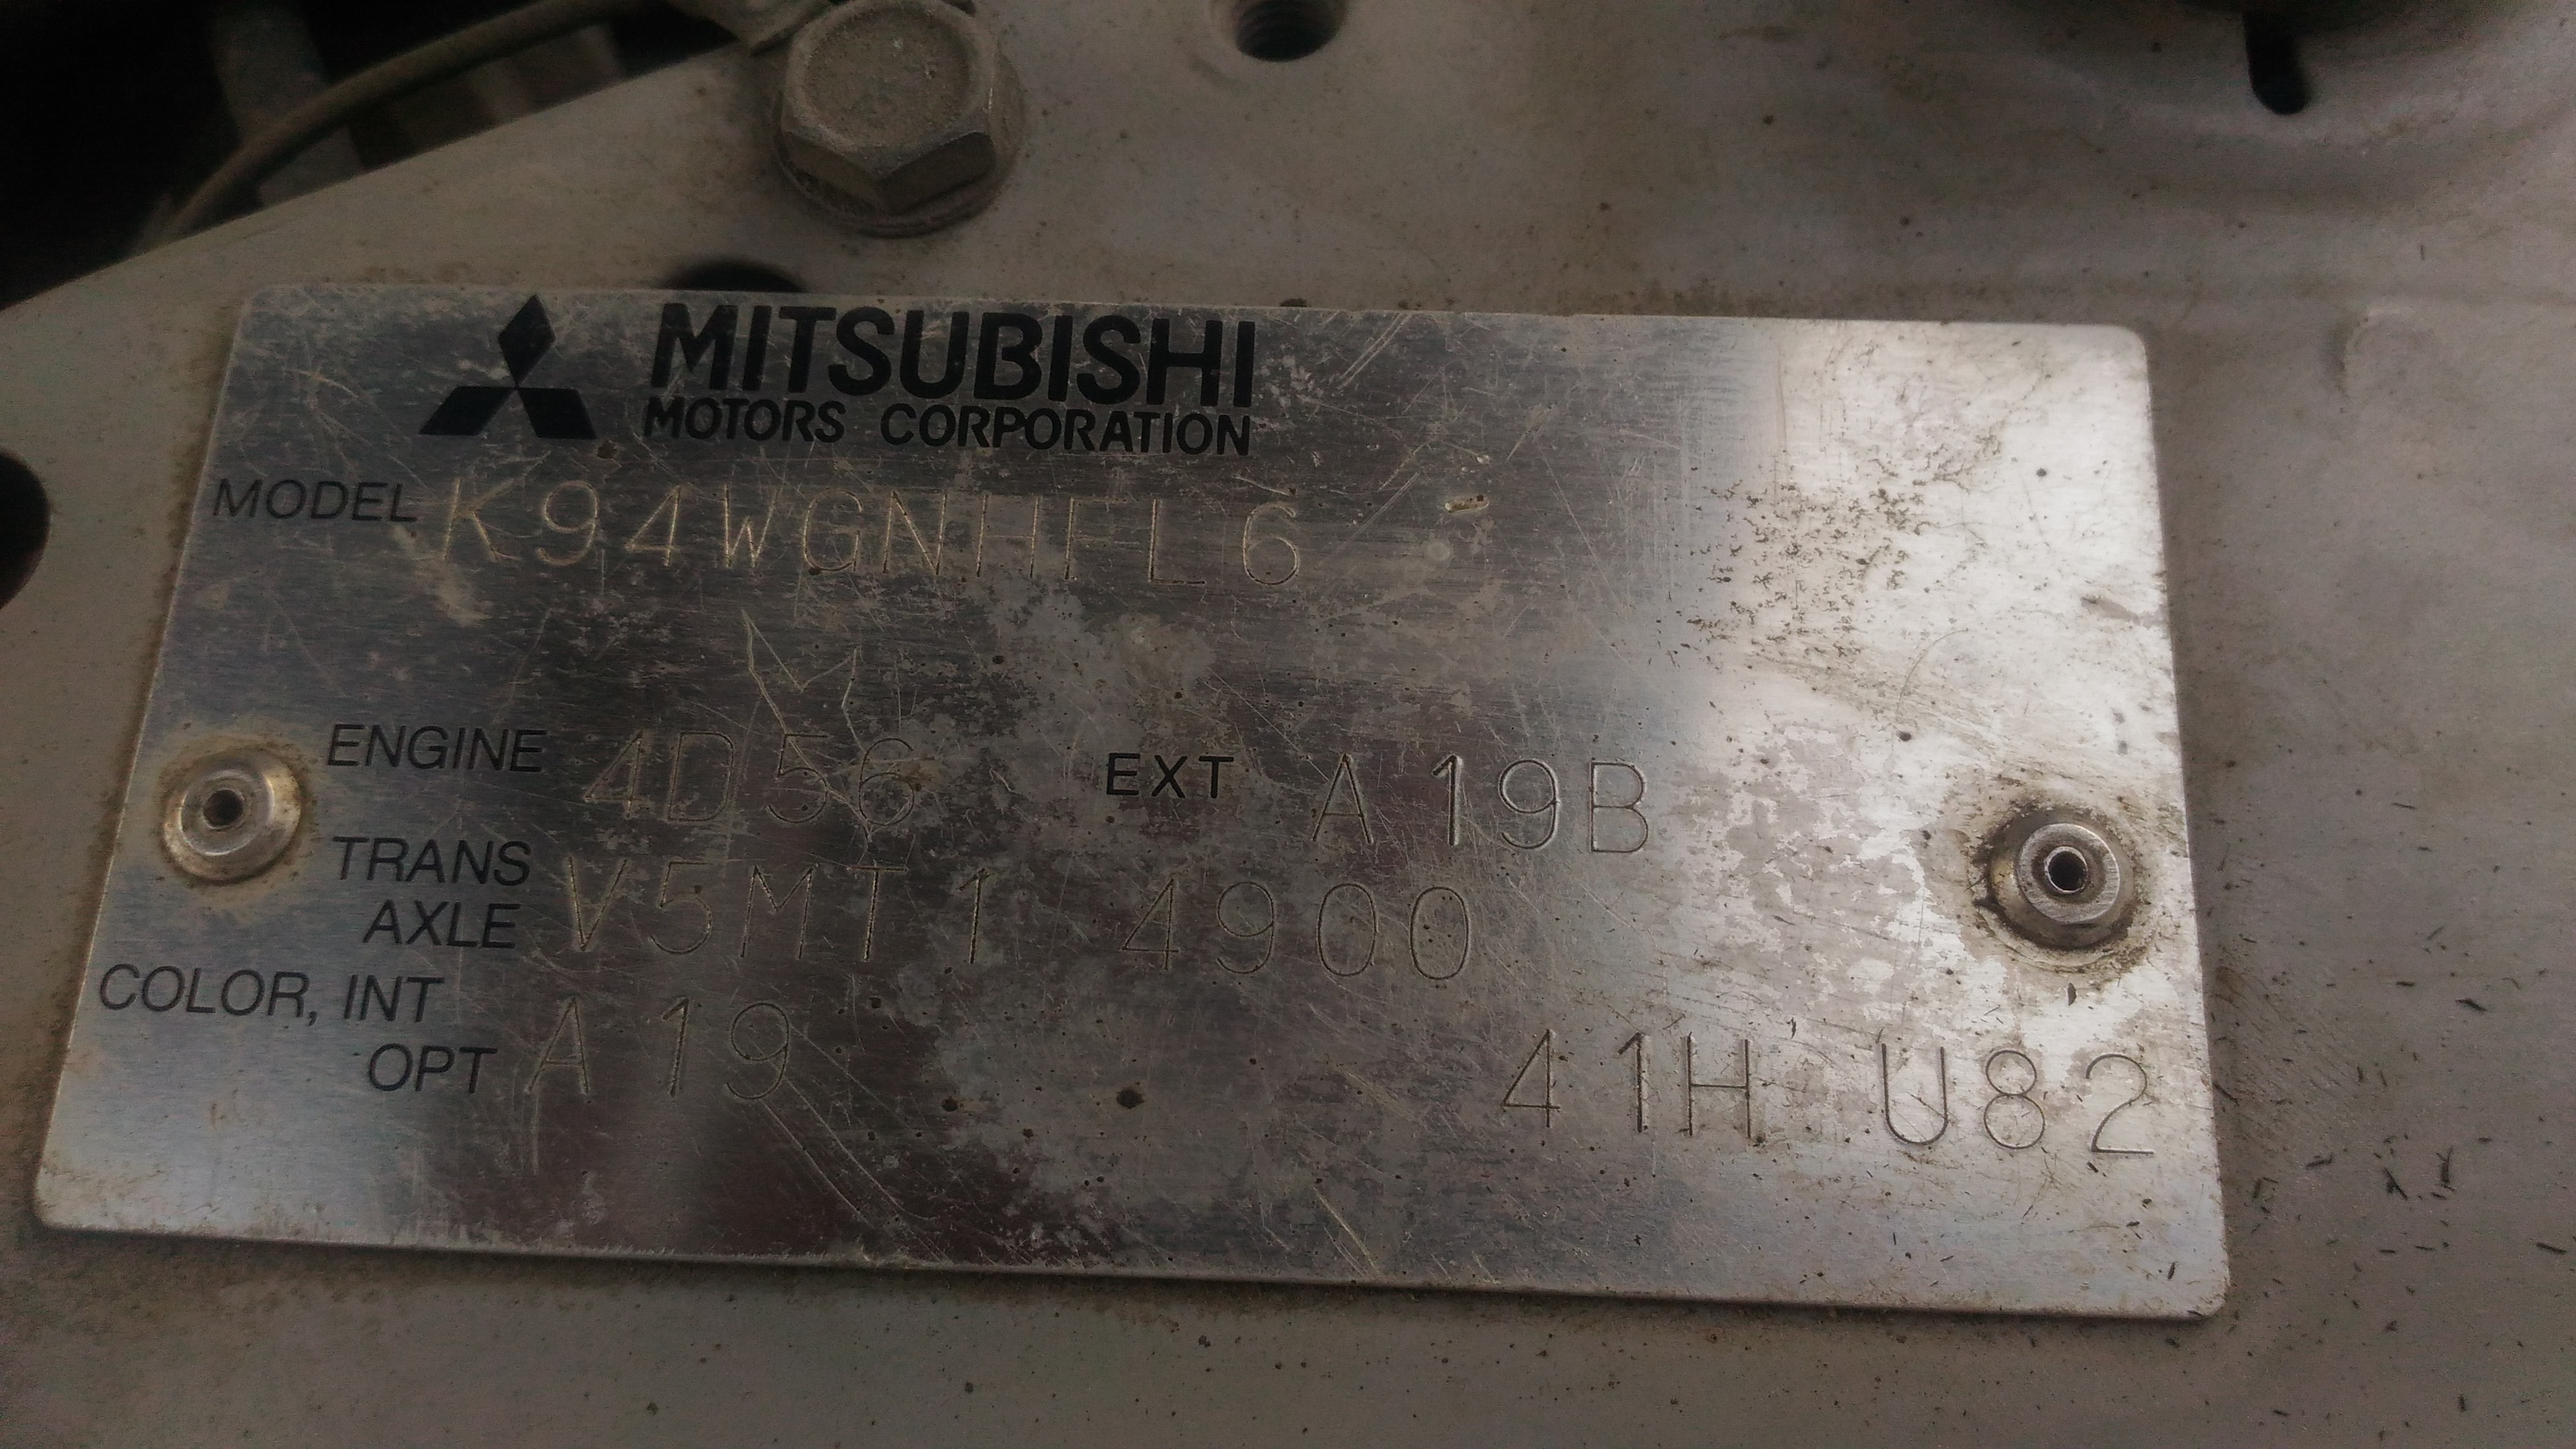 MITSUBISHI
MOTORS CORPORATION
MODEL K94WGNHFL6
ENGINE 4D56 EXT A19B
TRANS AXLE V5MT1 4900
COLOR, INT OPT A19 41H U82